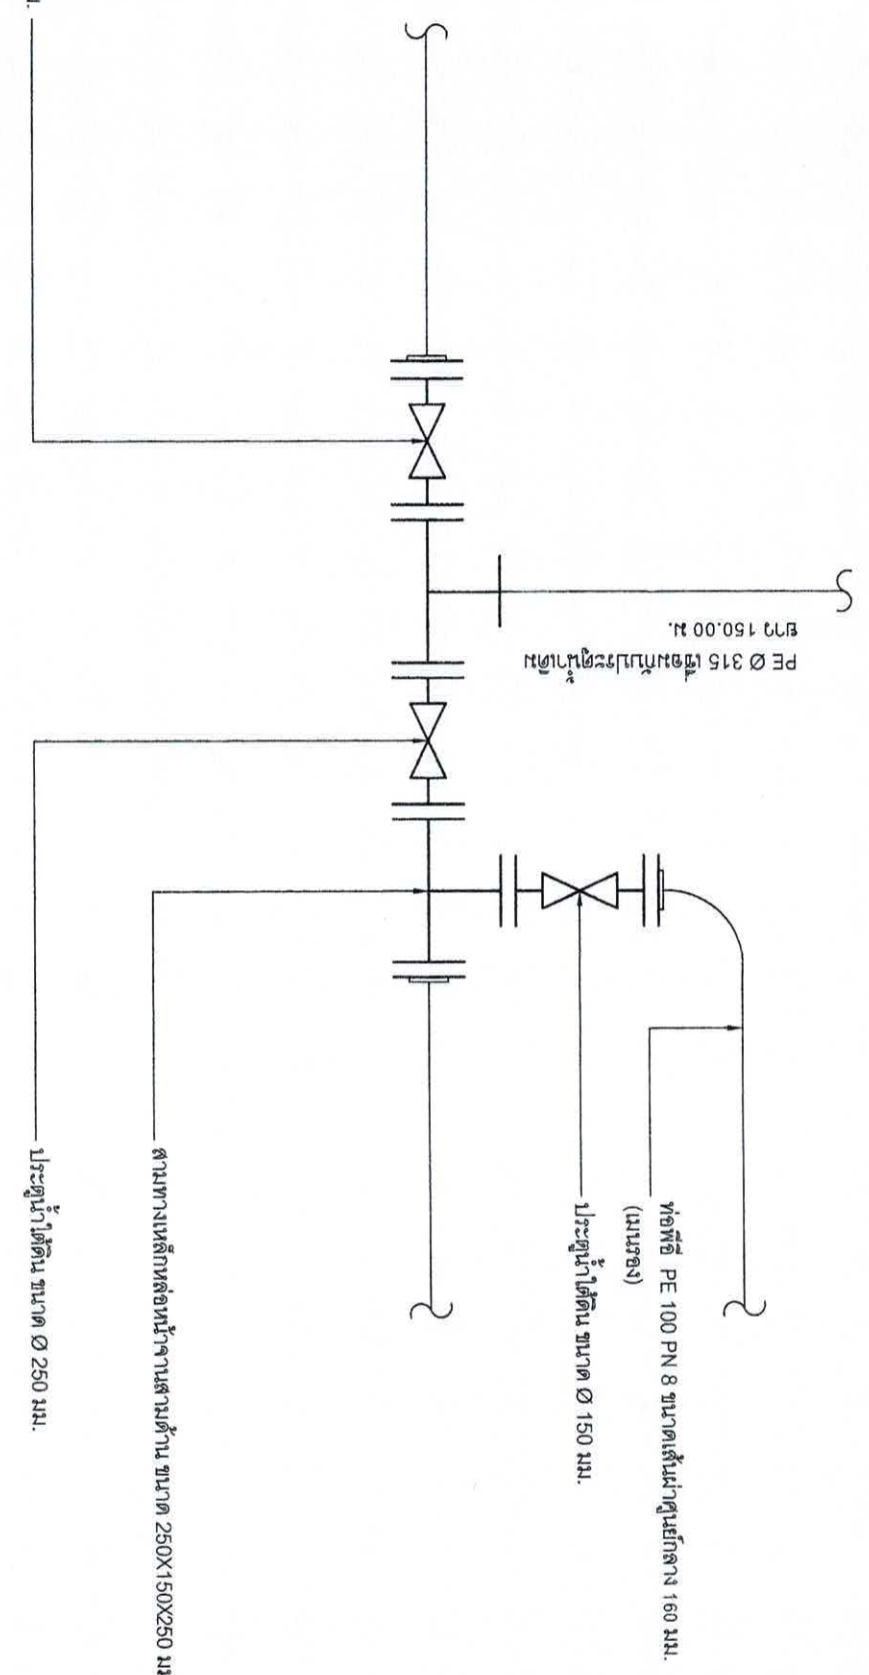 PE Ø 315 เชื่อมกับประตูน้ำเดิม
ยาว 150.00 ม.
ท่อพีอี PE 100 PN 8 ขนาดเส้นผ่าศูนย์กลาง 160 มม.
(เมนรอง)
ประตูน้ำใต้ดิน ขนาด Ø 150 มม.
สามทางเหล็กหล่อหน้าจานสามด้าน ขนาด 250X150X250 มม
ประตูน้ำใต้ดิน ขนาด Ø 250 มม.